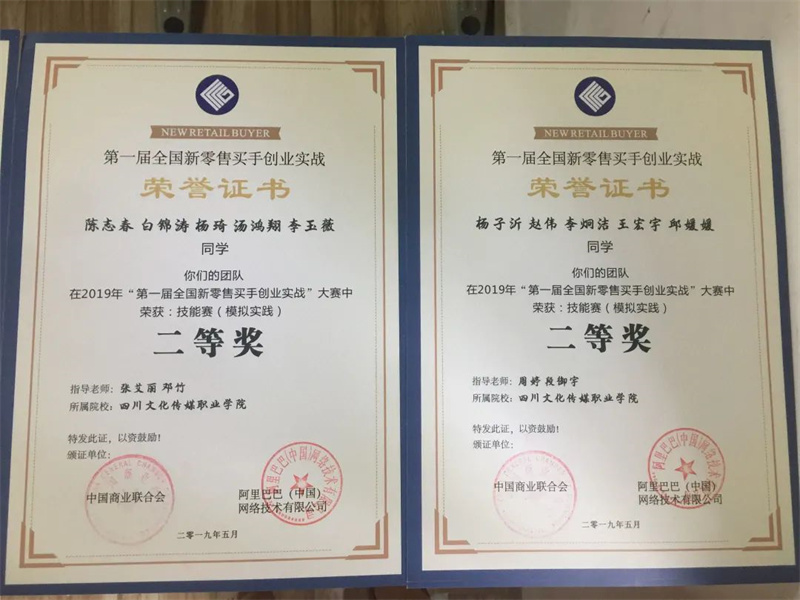 NEW RETAIL BUYER
第一届全国新零售买手创业实战
荣誉证书
陈志春 白锦涛 杨琦 汤鸿翔 李玉薇
同学
你们的团队
在2019年“第一届全国新零售买手创业实战”大赛中
荣获：技能赛（模拟实践）
二等奖
指导老师：张艾丽 邓竹
所属院校：四川文化传媒职业学院
特发此证，以资鼓励！
颁证单位：
中国商业联合会
阿里巴巴（中国）
网络技术有限公司
二零一九年五月
NEW RETAIL BUYER
第一届全国新零售买手创业实战
荣誉证书
杨子沂 赵伟 李炯洁 王宏宇 邱媛媛
同学
你们的团队
在2019年“第一届全国新零售买手创业实战”大赛中
荣获：技能赛（模拟实践）
二等奖
指导老师：周婷 段御宇
所属院校：四川文化传媒职业学院
特发此证，以资鼓励！
颁证单位：
中国商业联合会
阿里巴巴（中国）
网络技术有限公司
二零一九年五月